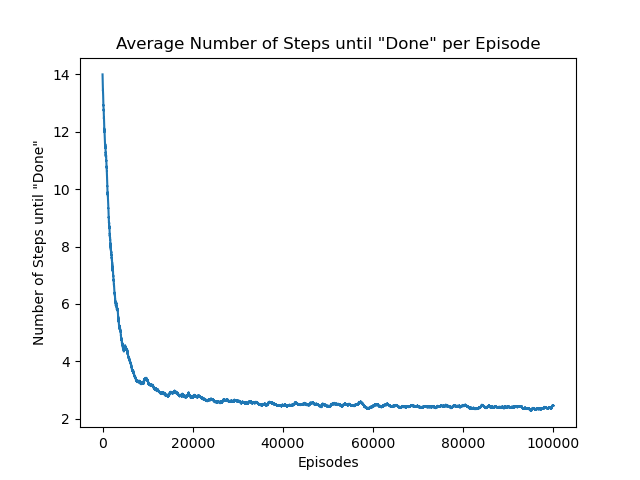 Average Number of Steps until "Done" per Episode
Number of Steps until "Done"
14
12
10
8
6
4
2
0 20000 40000 60000 80000 100000
Episodes